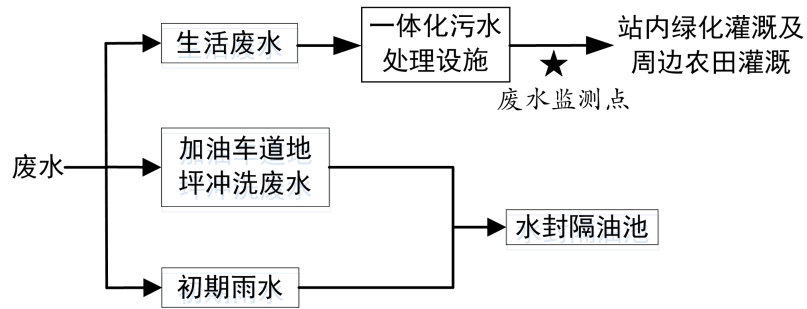 废水
生活废水
一体化污水
处理设施
废水监测点
站内绿化灌溉及
周边农田灌溉
加油车道地
坪冲洗废水
初期雨水
水封隔油池